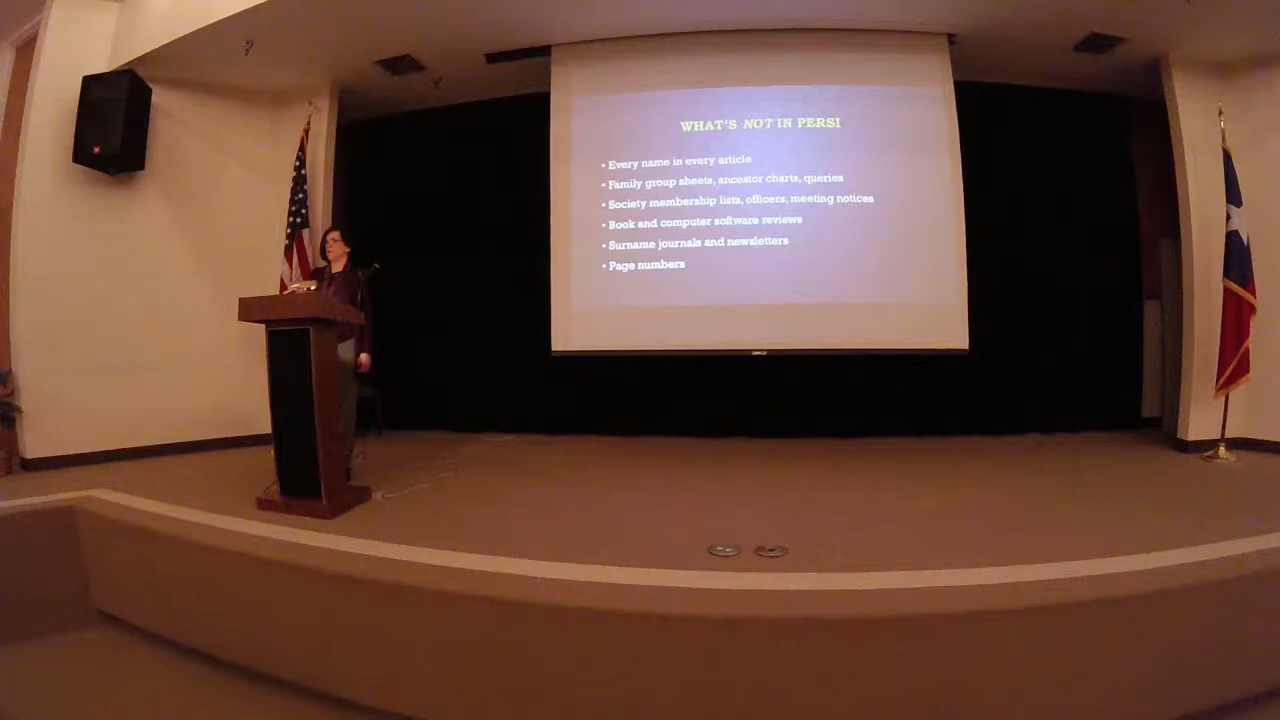 WHAT'S NOT IN PERSI
• Every name in every article
• Family group sheets, ancestor charts, queries
• Society membership lists, officers, meeting notices
• Book and computer software reviews
• Surname journals and newsletters
• Page numbers